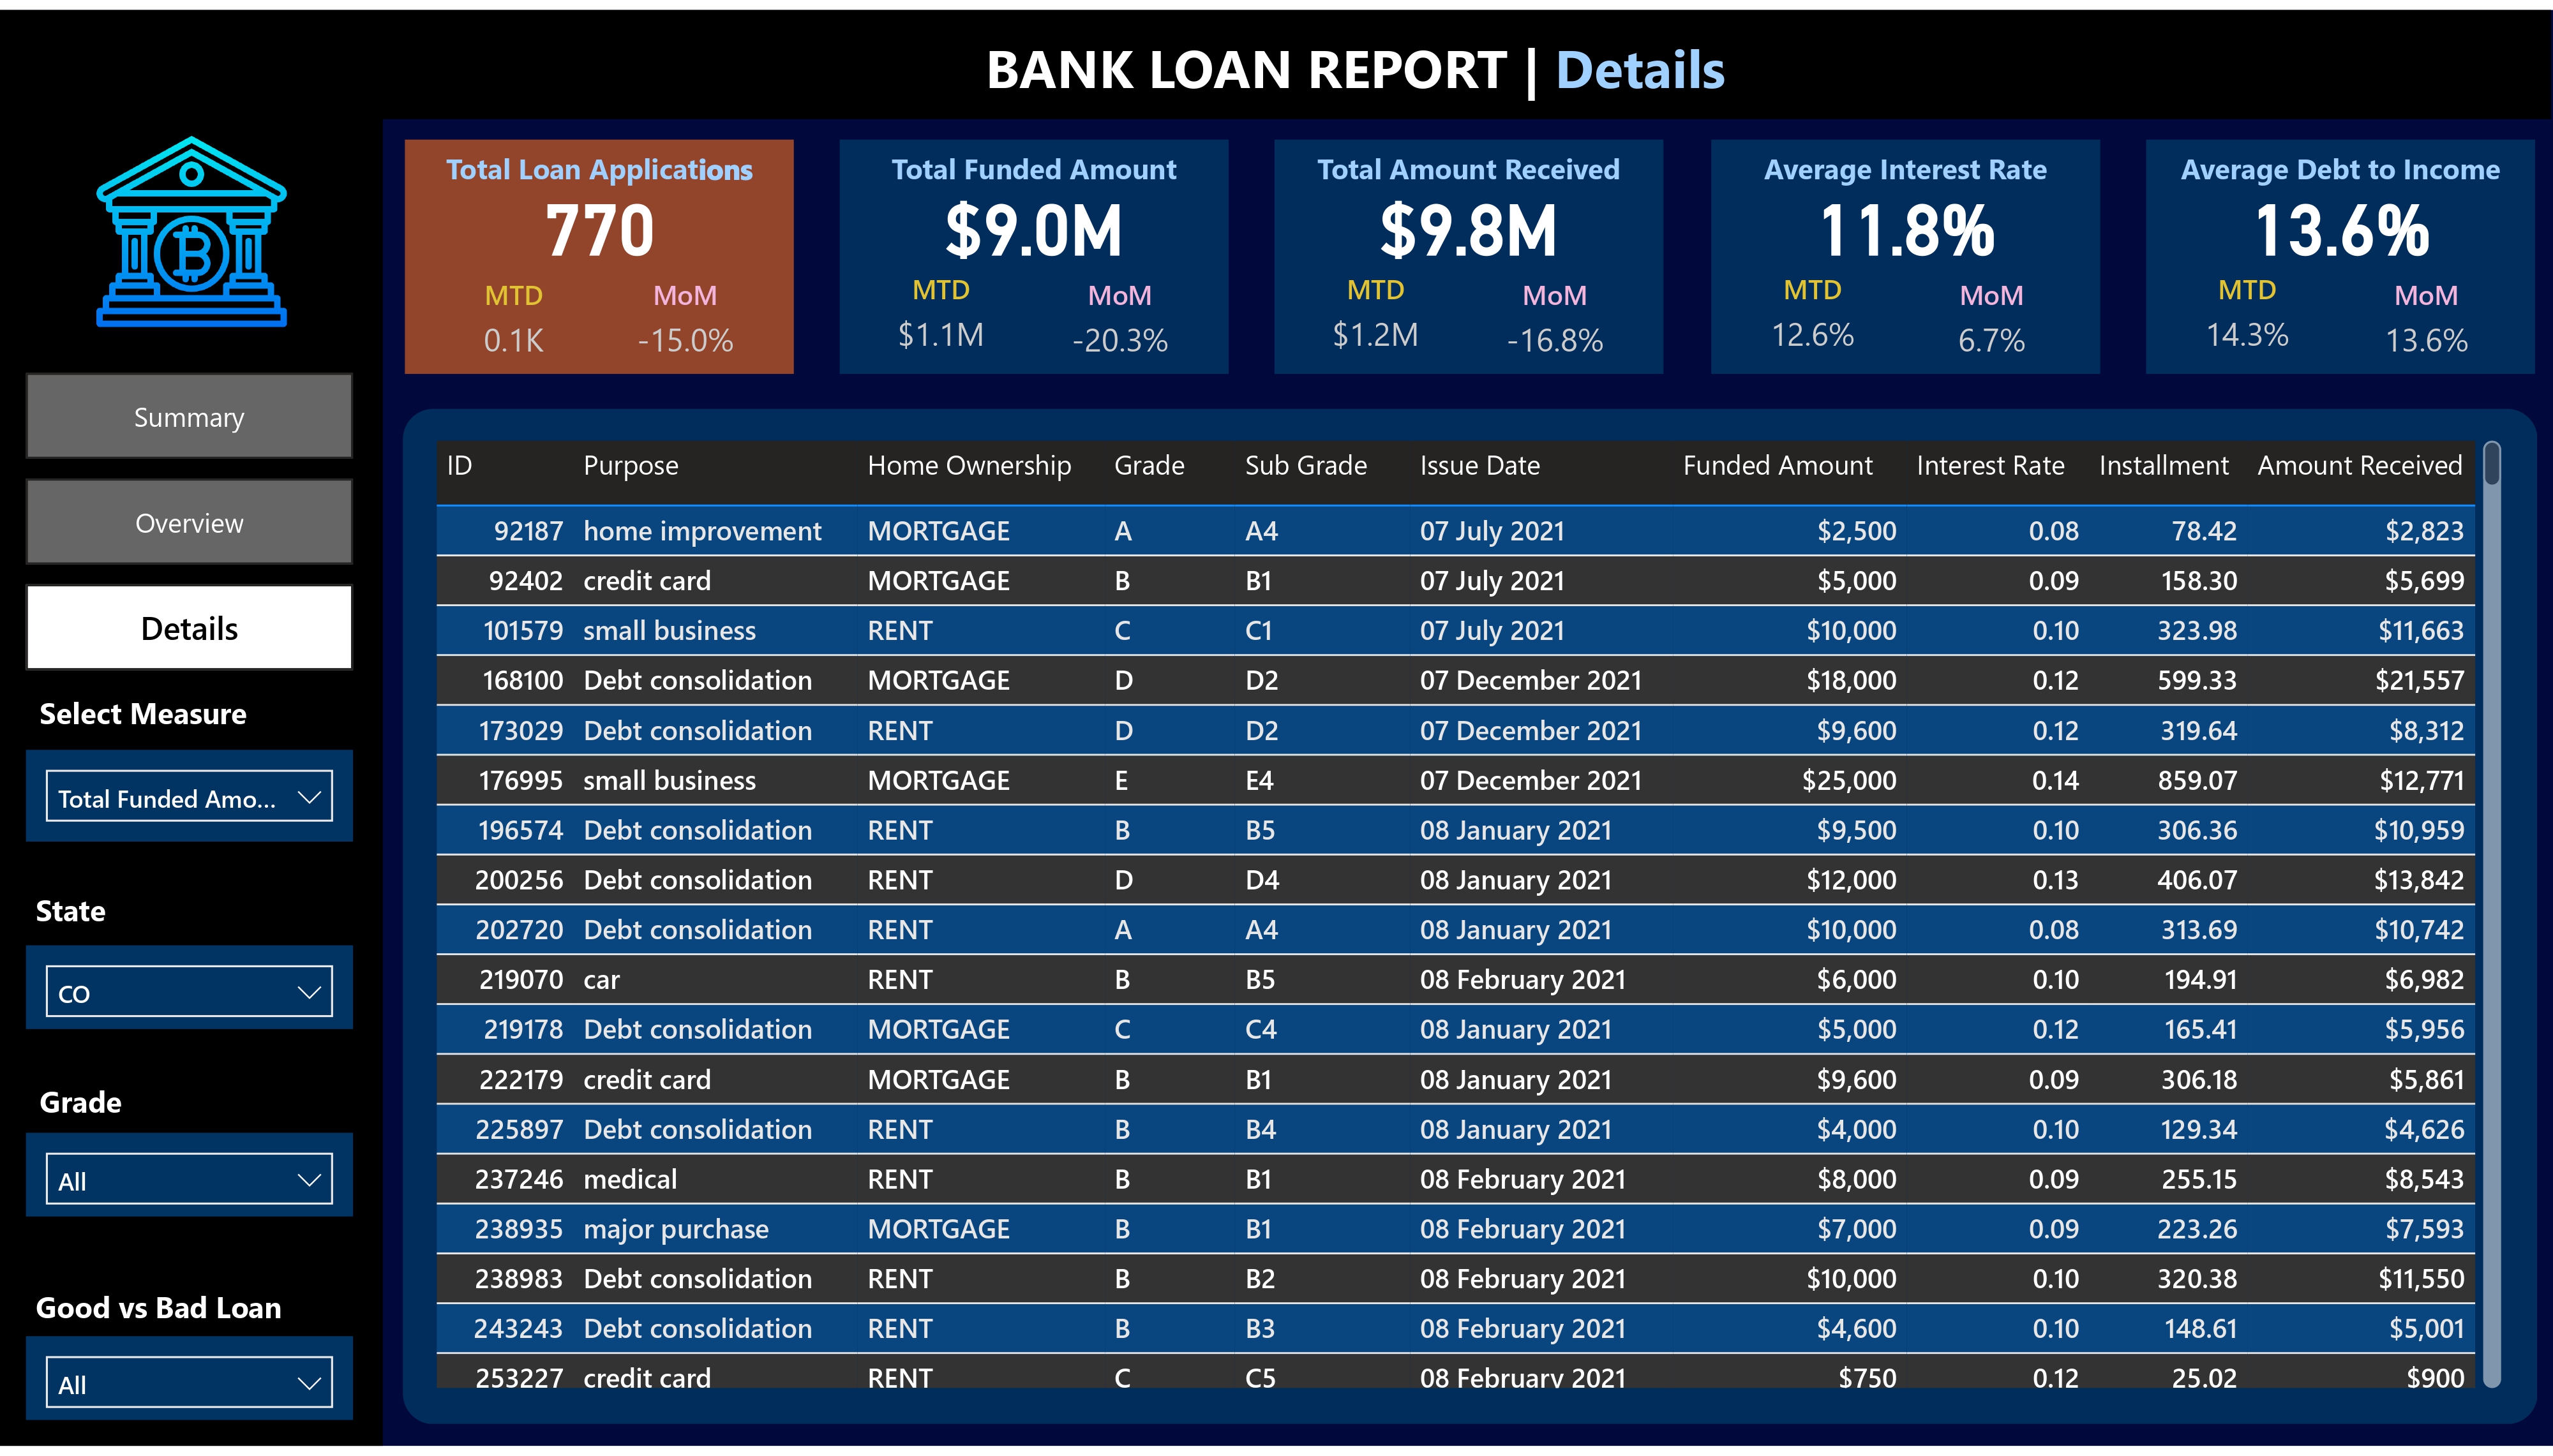 BANK LOAN REPORT | Details
Total Loan Applications
770
MTD MoM
0.1K -15.0%
Total Funded Amount
$9.0M
MTD MoM
$1.1M -20.3%
Total Amount Received
$9.8M
MTD MoM
$1.2M -16.8%
Average Interest Rate
11.8%
MTD MoM
12.6% 6.7%
Average Debt to Income
13.6%
MTD MoM
14.3% 13.6%
Summary
Overview
Details
Select Measure
Total Funded Amo...
State
CO
Grade
All
Good vs Bad Loan
All
ID Purpose Home Ownership Grade Sub Grade Issue Date Funded Amount Interest Rate Installment Amount Received
92187 home improvement MORTGAGE A A4 07 July 2021 $2,500 0.08 78.42 $2,823
92402 credit card MORTGAGE B B1 07 July 2021 $5,000 0.09 158.30 $5,699
101579 small business RENT C C1 07 July 2021 $10,000 0.10 323.98 $11,663
168100 Debt consolidation MORTGAGE D D2 07 December 2021 $18,000 0.12 599.33 $21,557
173029 Debt consolidation RENT D D2 07 December 2021 $9,600 0.12 319.64 $8,312
176995 small business MORTGAGE E E4 07 December 2021 $25,000 0.14 859.07 $12,771
196574 Debt consolidation RENT B B5 08 January 2021 $9,500 0.10 306.36 $10,959
200256 Debt consolidation RENT D D4 08 January 2021 $12,000 0.13 406.07 $13,842
202720 Debt consolidation RENT A A4 08 January 2021 $10,000 0.08 313.69 $10,742
219070 car RENT B B5 08 February 2021 $6,000 0.10 194.91 $6,982
219178 Debt consolidation MORTGAGE C C4 08 January 2021 $5,000 0.12 165.41 $5,956
222179 credit card MORTGAGE B B1 08 January 2021 $9,600 0.09 306.18 $5,861
225897 Debt consolidation RENT B B4 08 January 2021 $4,000 0.10 129.34 $4,626
237246 medical RENT B B1 08 February 2021 $8,000 0.09 255.15 $8,543
238935 major purchase MORTGAGE B B1 08 February 2021 $7,000 0.09 223.26 $7,593
238983 Debt consolidation RENT B B2 08 February 2021 $10,000 0.10 320.38 $11,550
243243 Debt consolidation RENT B B3 08 February 2021 $4,600 0.10 148.61 $5,001
253227 credit card RENT C C5 08 February 2021 $750 0.12 25.02 $900